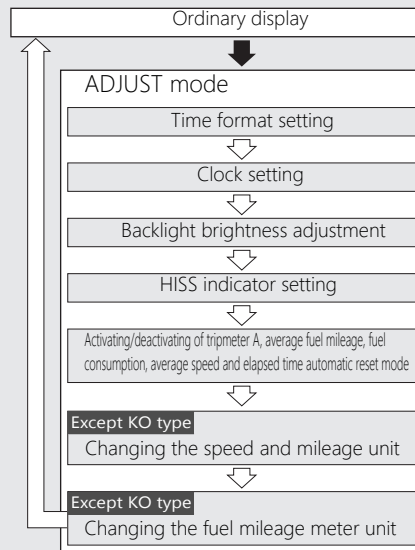 Ordinary display
ADJUST mode
Time format setting
Clock setting
Backlight brightness adjustment
HISS indicator setting
Activating/deactivating of tripmeter A, average fuel mileage, fuel
consumption, average speed and elapsed time automatic reset mode
Except KO type
Changing the speed and mileage unit
Except KO type
Changing the fuel mileage meter unit